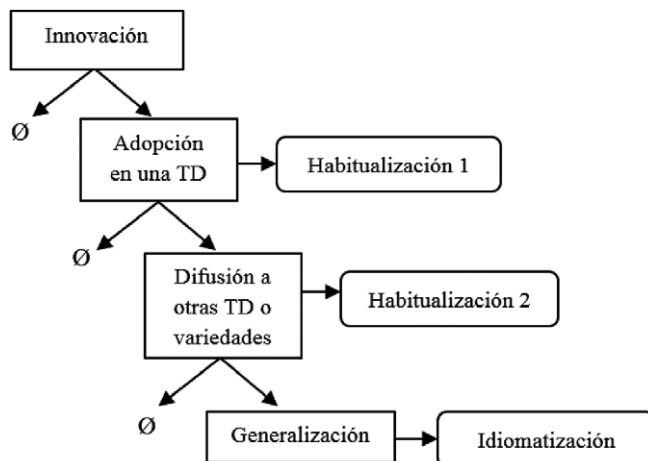 Innovación
Ø
Adopción
en una TD
Habitualización 1
Ø
Difusión a
otras TD o
variedades
Habitualización 2
Ø
Generalización
Idiomatización